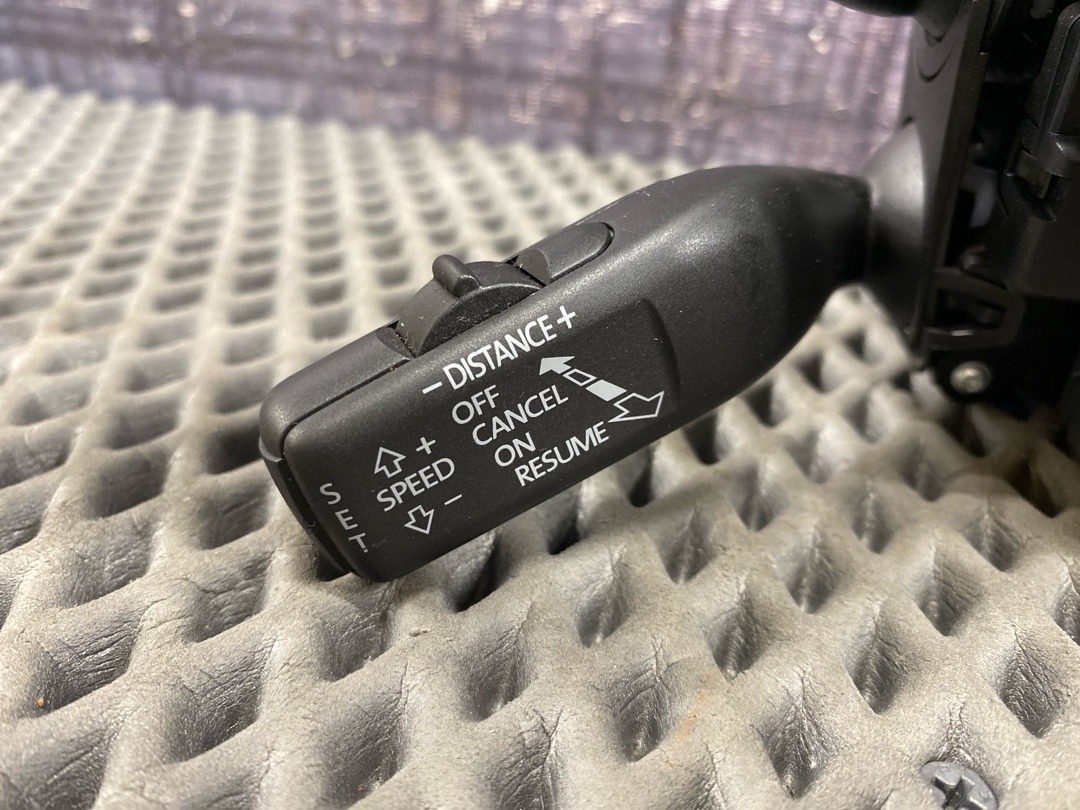 - DISTANCE +
OFF
CANCEL
ON
RESUME
+
SPEED
-
SET